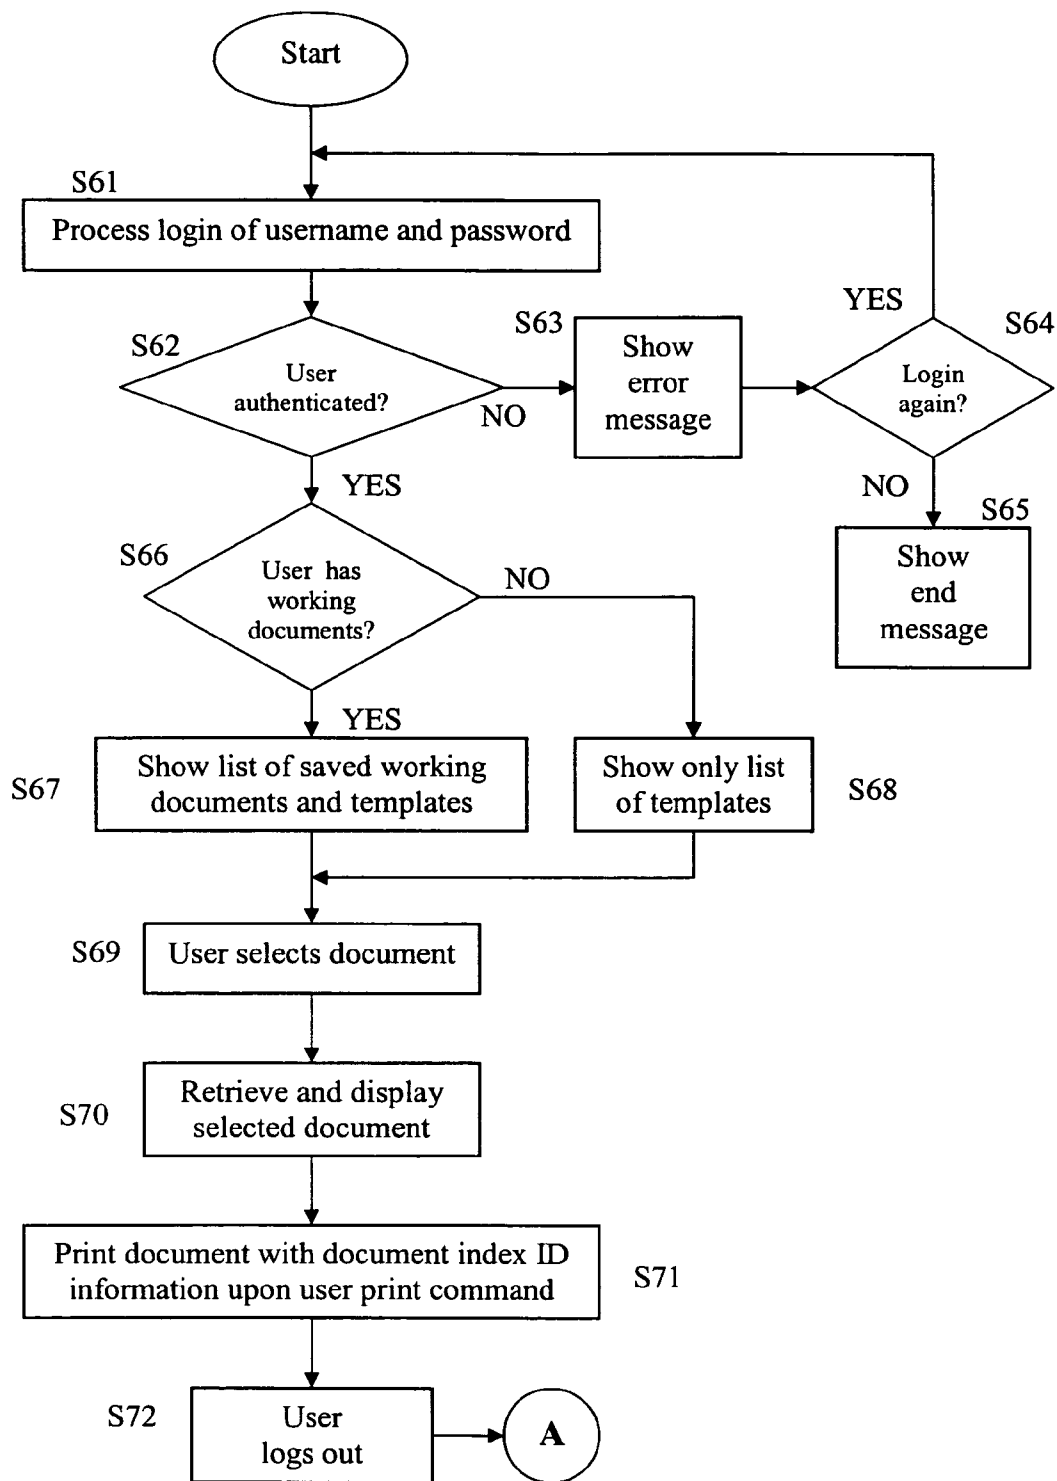 Start
S61
Process login of username and password
S62
User
authenticated?
NO
YES
S63
Show
error
message
YES
S64
Login
again?
NO
S65
Show
end
message
S66
User has
working
documents?
NO
YES
S67
Show list of saved working
documents and templates
Show only list
of templates
S68
S69
User selects document
S70
Retrieve and display
selected document
Print document with document index ID
information upon user print command
S71
S72
User
logs out
A